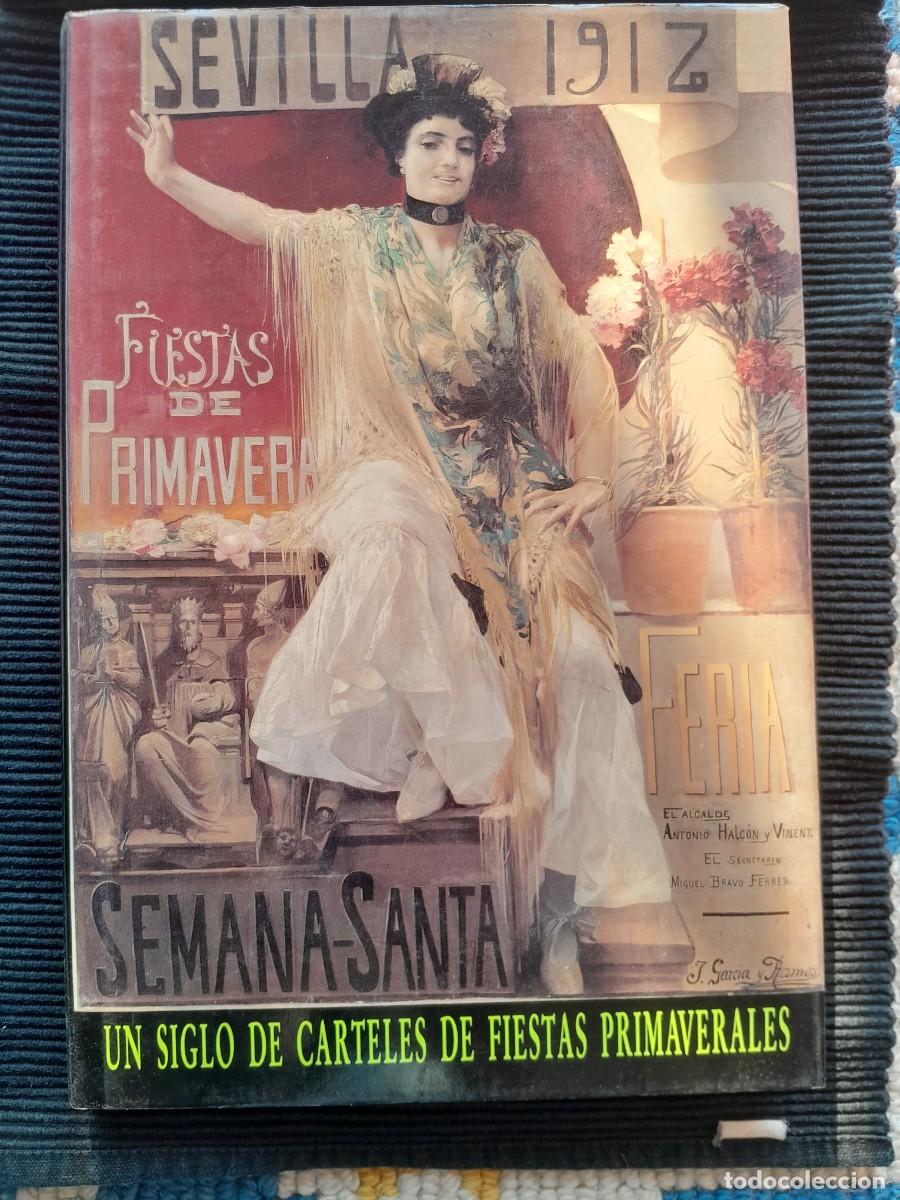 SEVILLA 1912
FIESTAS
DE
PRIMAVERA
FERIA
EL ALCALDE
ANTONIO HALCÓN Y VINENT.
EL SECRETARIO
MIGUEL BRAVO FERRER.
SEMANA-SANTA
J. García y Ramos
UN SIGLO DE CARTELES DE FIESTAS PRIMAVERALES
todocoleccion